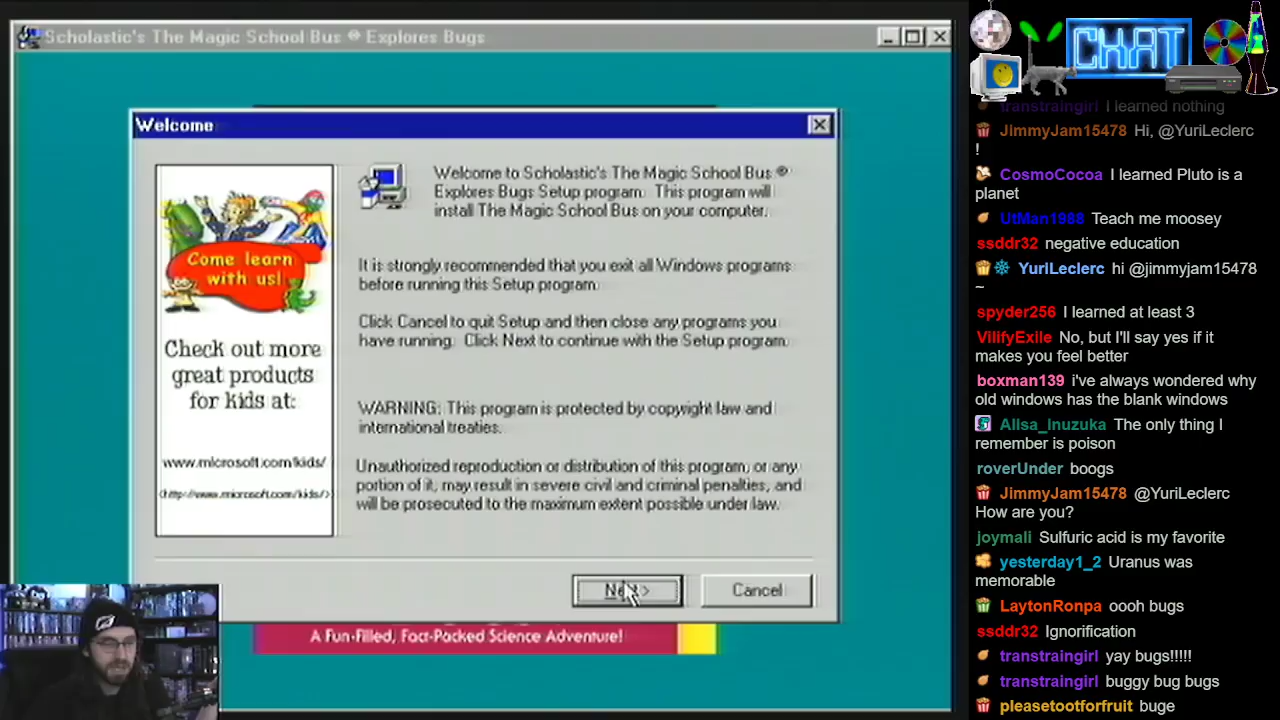 Scholastic's The Magic School Bus ® Explores Bugs
Welcome
Come learn
with us!
Check out more
great products
for kids at:
www.microsoft.com/kids/
<http://www.microsoft.com/kids/>
Welcome to Scholastic's The Magic School Bus ®
Explores Bugs Setup program. This program will
install The Magic School Bus on your computer.
It is strongly recommended that you exit all Windows programs
before running this Setup program.
Click Cancel to quit Setup and then close any programs you
have running. Click Next to continue with the Setup program.
WARNING: This program is protected by copyright law and
international treaties.
Unauthorized reproduction or distribution of this program, or any
portion of it, may result in severe civil and criminal penalties, and
will be prosecuted to the maximum extent possible under law.
Next >
Cancel
A Fun-Filled, Fact-Packed Science Adventure!
CHAT
transtraingirl I learned nothing
JimmyJam15478 Hi, @YuriLeclerc
!
CosmoCocoa I learned Pluto is a
planet
UtMan1988 Teach me moosey
ssddr32 negative education
YuriLeclerc hi @jimmyjam15478
~
spyder256 I learned at least 3
VilifyExile No, but I'll say yes if it
makes you feel better
boxman139 i've always wondered why
old windows has the blank windows
Alisa_Inuzuka The only thing I
remember is poison
roverUnder boogs
JimmyJam15478 @YuriLeclerc
How are you?
joymali Sulfuric acid is my favorite
yesterday1_2 Uranus was
memorable
LaytonRonpa oooh bugs
ssddr32 Ignorification
transtraingirl yay bugs!!!!!
transtraingirl buggy bug bugs
pleasetootforfruit buge